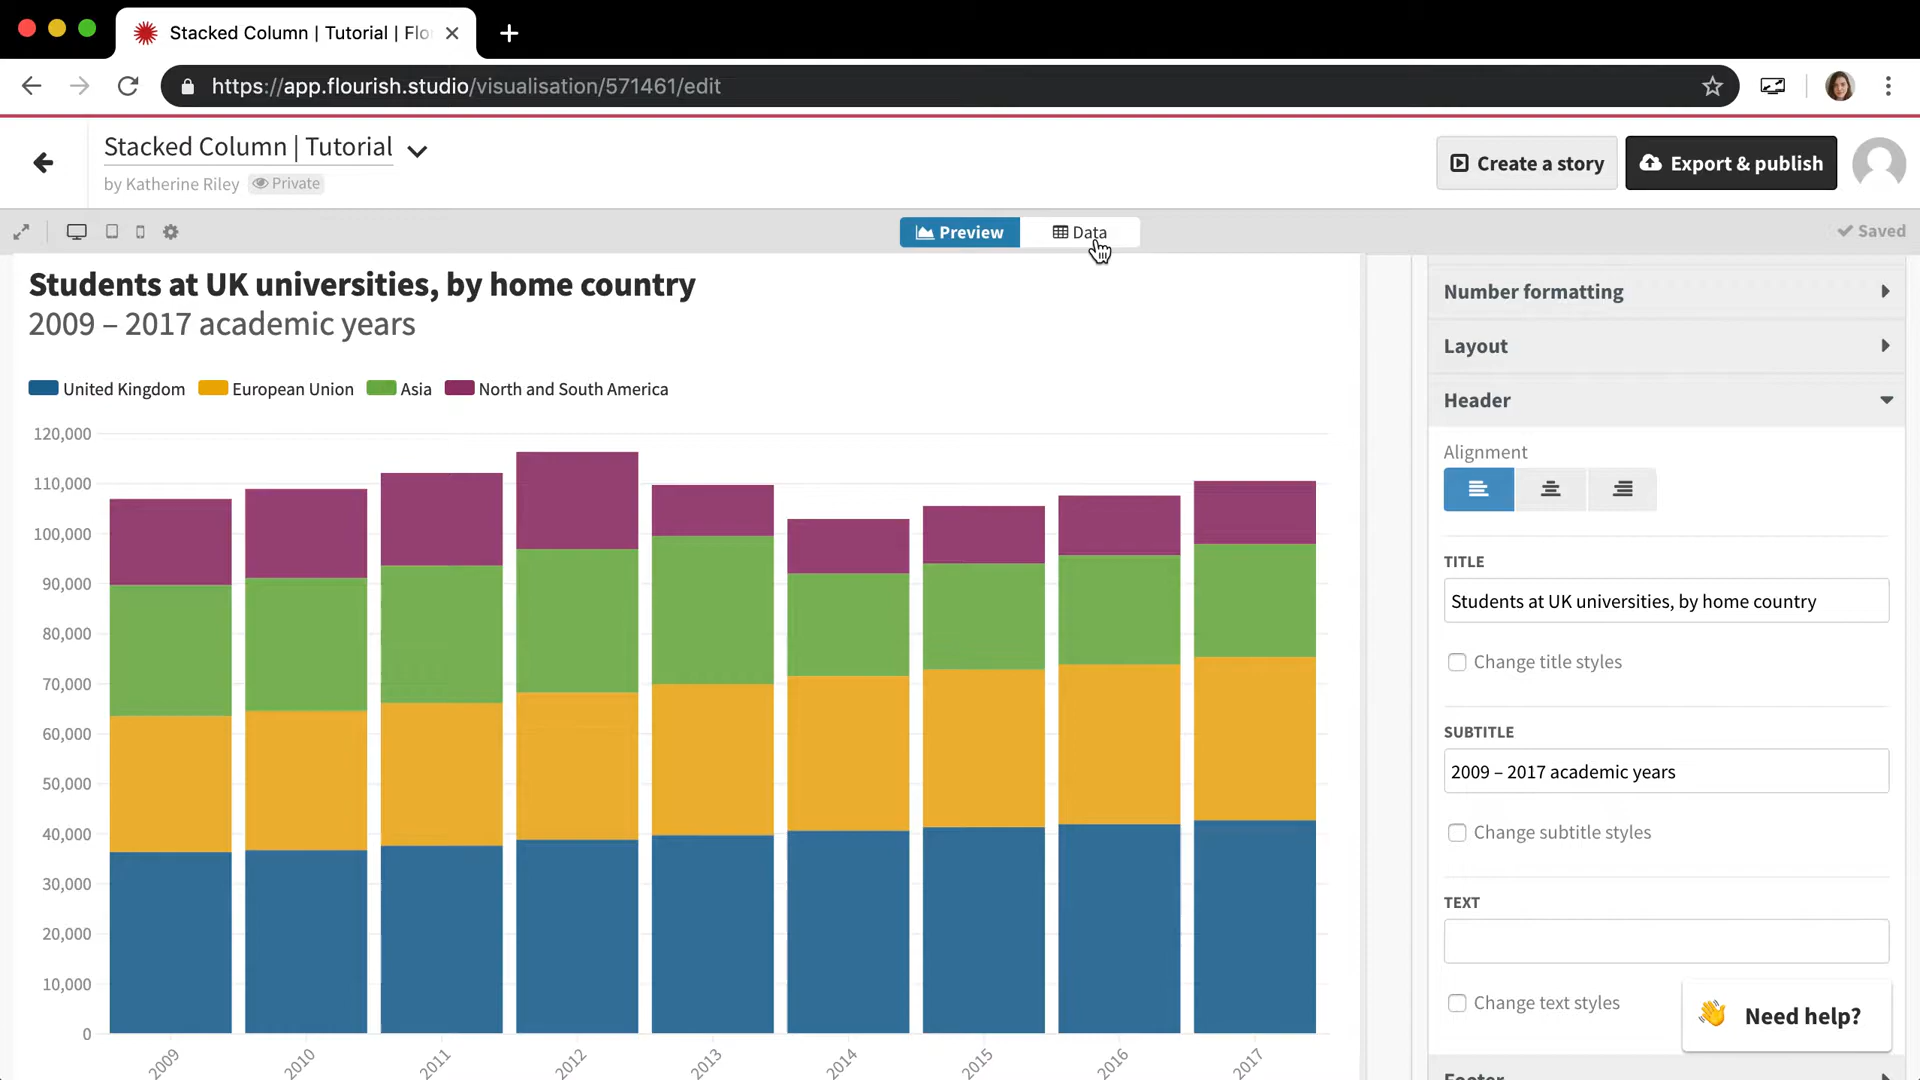 Stacked Column | Tutorial | Flo
https://app.flourish.studio/visualisation/571461/edit
Stacked Column | Tutorial
by Katherine Riley Private
Create a story
Export & publish
Preview
Data
Saved
Students at UK universities, by home country
2009 – 2017 academic years
United Kingdom European Union Asia North and South America
120,000
110,000
100,000
90,000
80,000
70,000
60,000
50,000
40,000
30,000
20,000
10,000
0
2009 2010 2011 2012 2013 2014 2015 2016 2017
Number formatting
Layout
Header
Alignment
TITLE
Students at UK universities, by home country
Change title styles
SUBTITLE
2009 – 2017 academic years
Change subtitle styles
TEXT
Change text styles
Need help?
Footer